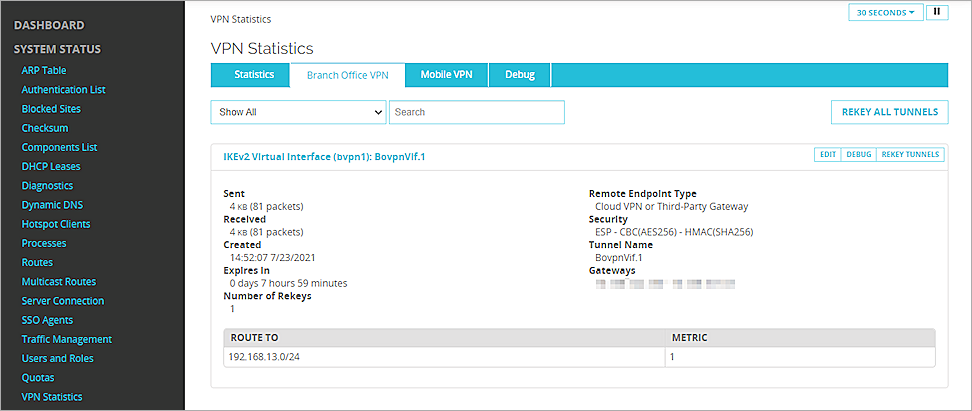 DASHBOARD
SYSTEM STATUS
ARP Table
Authentication List
Blocked Sites
Checksum
Components List
DHCP Leases
Diagnostics
Dynamic DNS
Hotspot Clients
Processes
Routes
Multicast Routes
Server Connection
SSO Agents
Traffic Management
Users and Roles
Quotas
VPN Statistics
VPN Statistics
30 SECONDS
VPN Statistics
Statistics Branch Office VPN Mobile VPN Debug
Show All Search REKEY ALL TUNNELS
IKEv2 Virtual Interface (bvpn1): BovpnVif.1 EDIT DEBUG REKEY TUNNELS
Sent
4 KB (81 packets)
Received
4 KB (81 packets)
Created
14:52:07 7/23/2021
Expires In
0 days 7 hours 59 minutes
Number of Rekeys
1
Remote Endpoint Type
Cloud VPN or Third-Party Gateway
Security
ESP - CBC(AES256) - HMAC(SHA256)
Tunnel Name
BovpnVif.1
Gateways
ROUTE TO METRIC
192.168.13.0/24 1